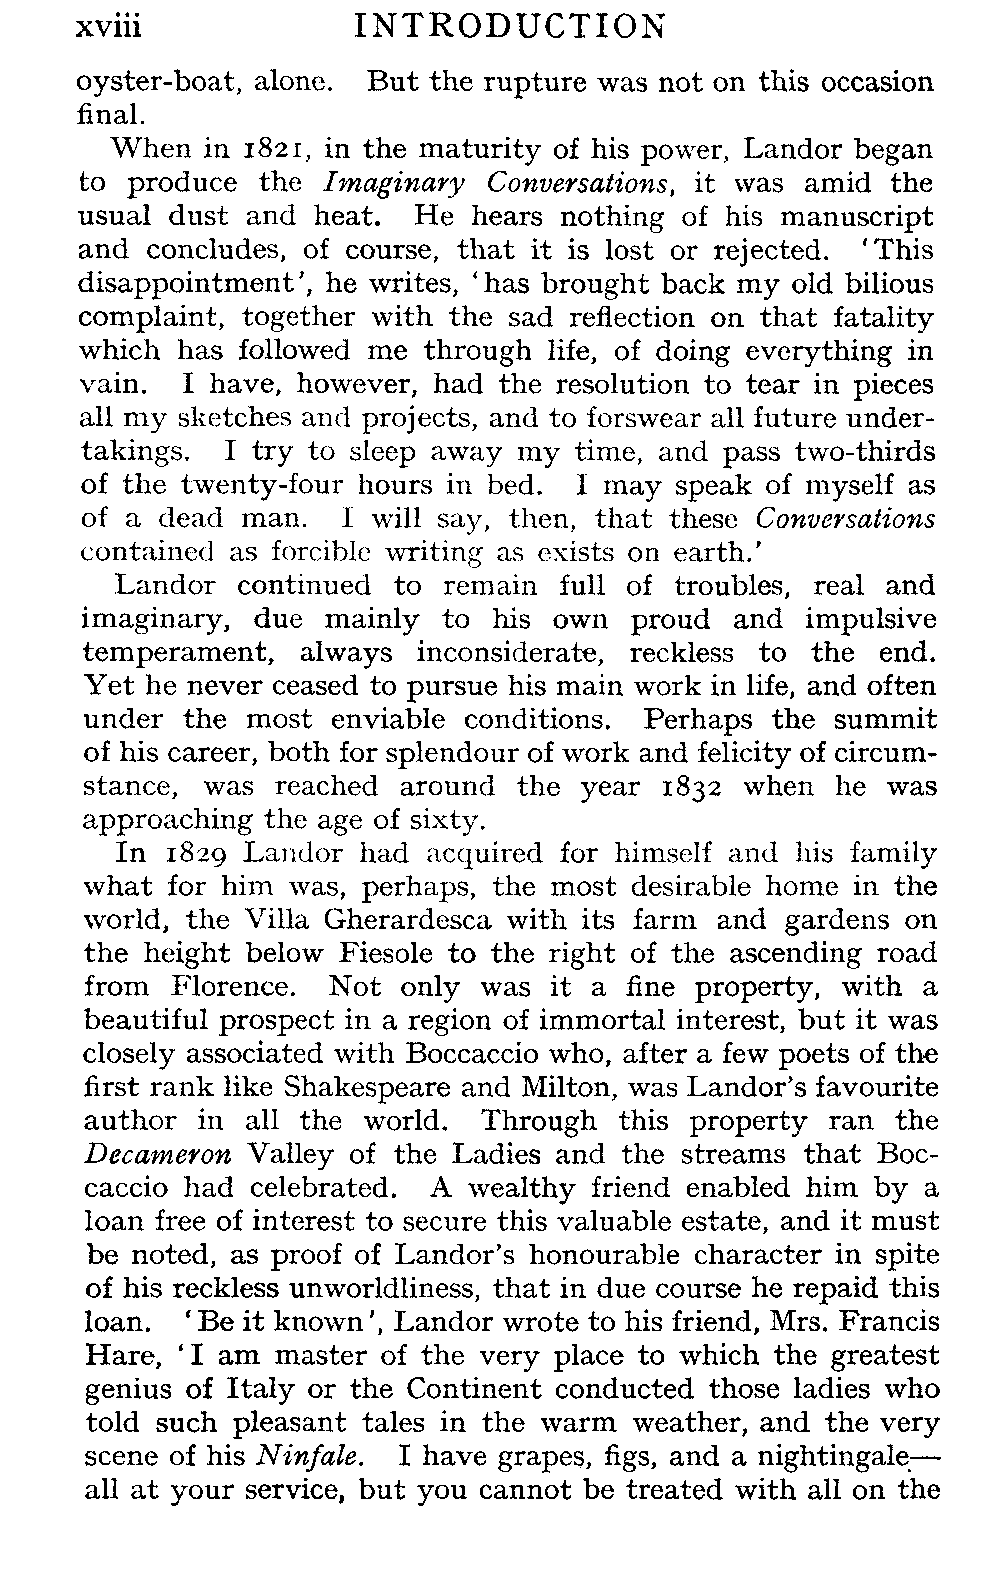 xviii INTRODUCTION
oyster-boat, alone. But the rupture was not on this occasion
final.
When in 1821, in the maturity of his power, Landor began
to produce the Imaginary Conversations, it was amid the
usual dust and heat. He hears nothing of his manuscript
and concludes, of course, that it is lost or rejected. 'This
disappointment', he writes, 'has brought back my old bilious
complaint, together with the sad reflection on that fatality
which has followed me through life, of doing everything in
vain. I have, however, had the resolution to tear in pieces
all my sketches and projects, and to forswear all future under-
takings. I try to sleep away my time, and pass two-thirds
of the twenty-four hours in bed. I may speak of myself as
of a dead man. I will say, then, that these Conversations
contained as forcible writing as exists on earth.'
Landor continued to remain full of troubles, real and
imaginary, due mainly to his own proud and impulsive
temperament, always inconsiderate, reckless to the end.
Yet he never ceased to pursue his main work in life, and often
under the most enviable conditions. Perhaps the summit
of his career, both for splendour of work and felicity of circum-
stance, was reached around the year 1832 when he was
approaching the age of sixty.
In 1829 Landor had acquired for himself and his family
what for him was, perhaps, the most desirable home in the
world, the Villa Gherardesca with its farm and gardens on
the height below Fiesole to the right of the ascending road
from Florence. Not only was it a fine property, with a
beautiful prospect in a region of immortal interest, but it was
closely associated with Boccaccio who, after a few poets of the
first rank like Shakespeare and Milton, was Landor's favourite
author in all the world. Through this property ran the
Decameron Valley of the Ladies and the streams that Boc-
caccio had celebrated. A wealthy friend enabled him by a
loan free of interest to secure this valuable estate, and it must
be noted, as proof of Landor's honourable character in spite
of his reckless unworldliness, that in due course he repaid this
loan. 'Be it known', Landor wrote to his friend, Mrs. Francis
Hare, 'I am master of the very place to which the greatest
genius of Italy or the Continent conducted those ladies who
told such pleasant tales in the warm weather, and the very
scene of his Ninfale. I have grapes, figs, and a nightingale—
all at your service, but you cannot be treated with all on the